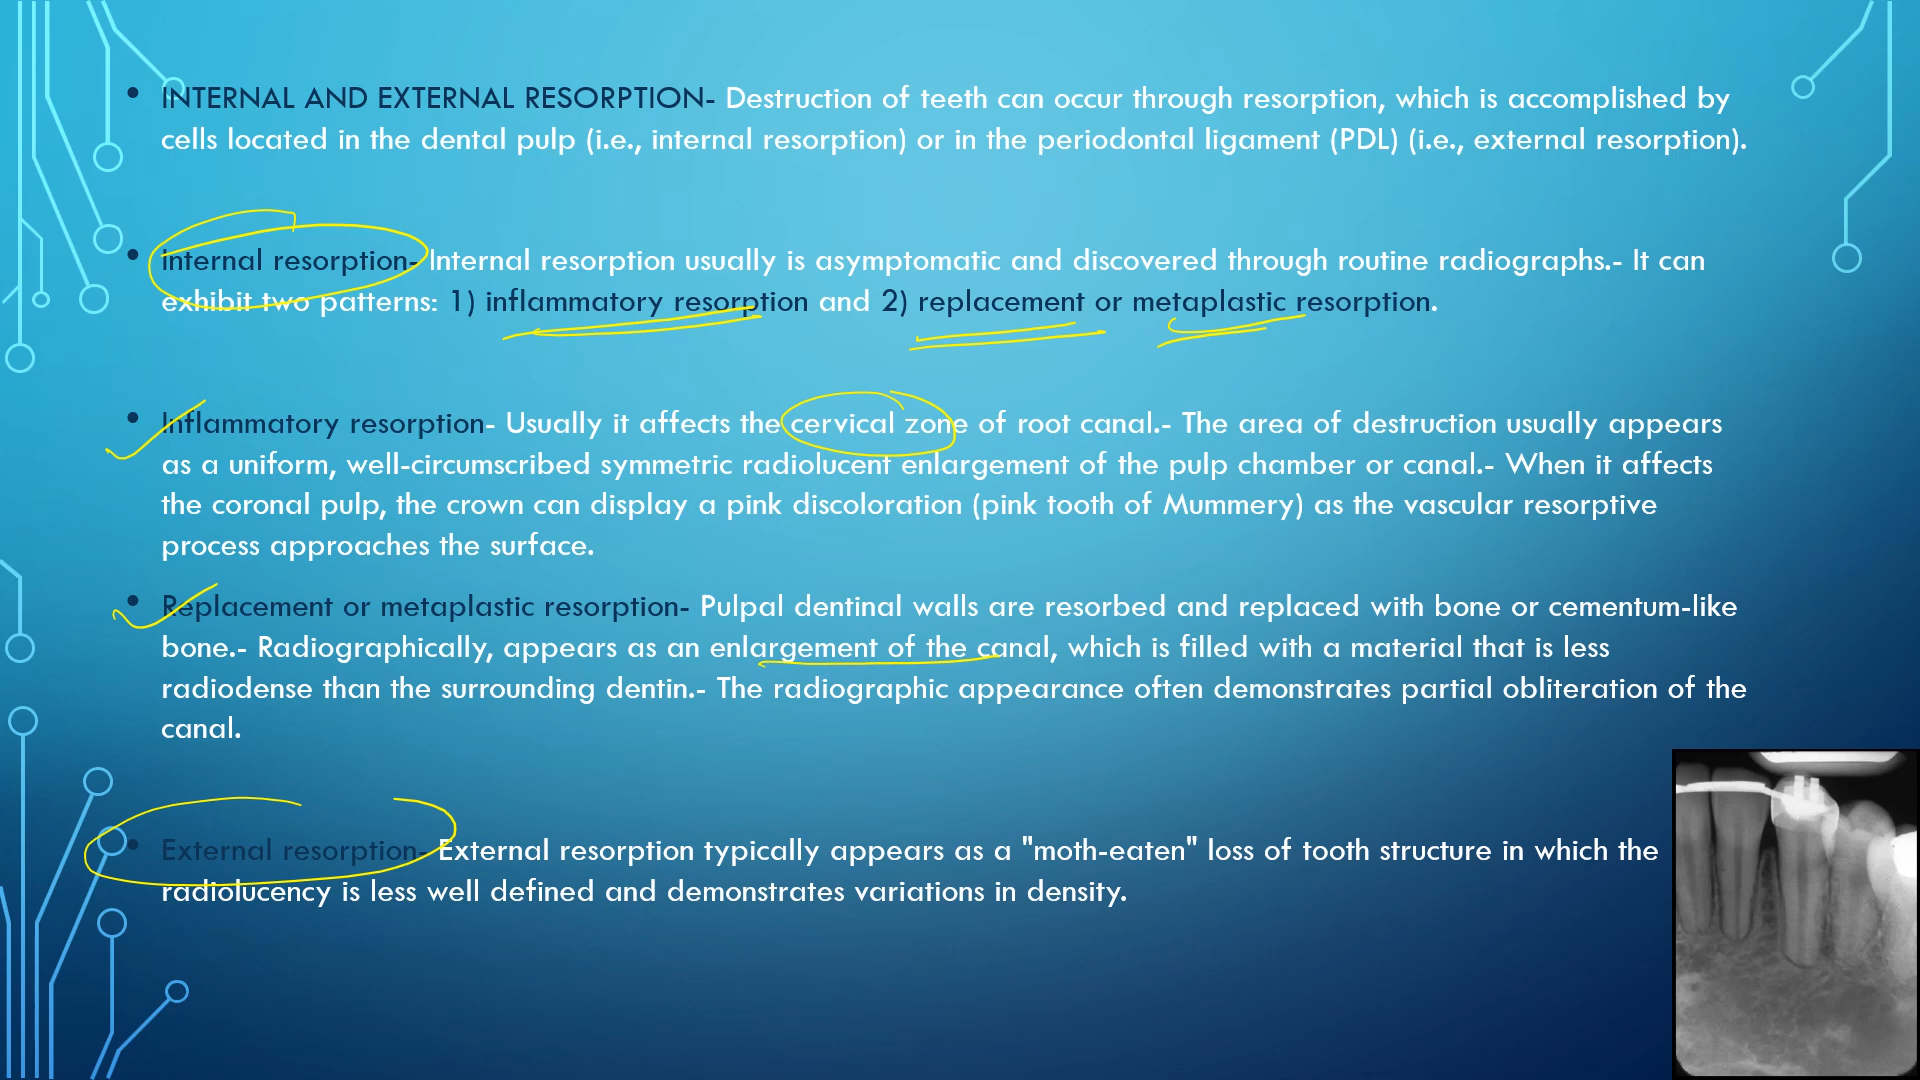 • INTERNAL AND EXTERNAL RESORPTION- Destruction of teeth can occur through resorption, which is accomplished by
cells located in the dental pulp (i.e., internal resorption) or in the periodontal ligament (PDL) (i.e., external resorption).
• Internal resorption- Internal resorption usually is asymptomatic and discovered through routine radiographs.- It can
exhibit two patterns: 1) inflammatory resorption and 2) replacement or metaplastic resorption.
• Inflammatory resorption- Usually it affects the cervical zone of root canal.- The area of destruction usually appears
as a uniform, well-circumscribed symmetric radiolucent enlargement of the pulp chamber or canal.- When it affects
the coronal pulp, the crown can display a pink discoloration (pink tooth of Mummery) as the vascular resorptive
process approaches the surface.
• Replacement or metaplastic resorption- Pulpal dentinal walls are resorbed and replaced with bone or cementum-like
bone.- Radiographically, appears as an enlargement of the canal, which is filled with a material that is less
radiodense than the surrounding dentin.- The radiographic appearance often demonstrates partial obliteration of the
canal.
• External resorption- External resorption typically appears as a "moth-eaten" loss of tooth structure in which the
radiolucency is less well defined and demonstrates variations in density.